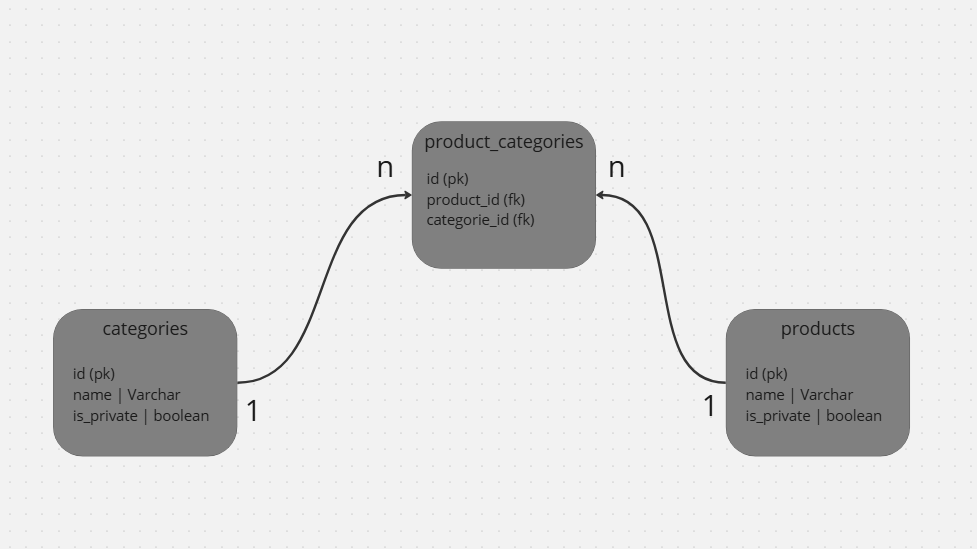 product_categories
id (pk)
product_id (fk)
categorie_id (fk)
n
n
categories
id (pk)
name | Varchar
is_private | boolean
1
products
id (pk)
name | Varchar
is_private | boolean
1